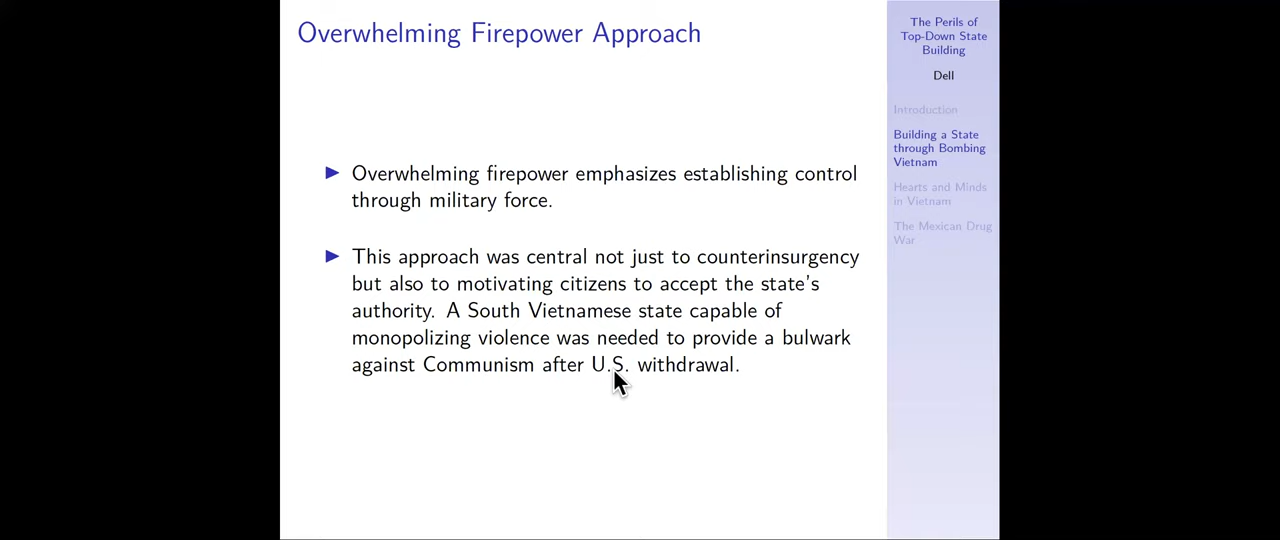 Overwhelming Firepower Approach
▶ Overwhelming firepower emphasizes establishing control
through military force.
▶ This approach was central not just to counterinsurgency
but also to motivating citizens to accept the state's
authority. A South Vietnamese state capable of
monopolizing violence was needed to provide a bulwark
against Communism after U.S. withdrawal.
The Perils of
Top-Down State
Building
Dell
Introduction
Building a State
through Bombing
Vietnam
Hearts and Minds
in Vietnam
The Mexican Drug
War